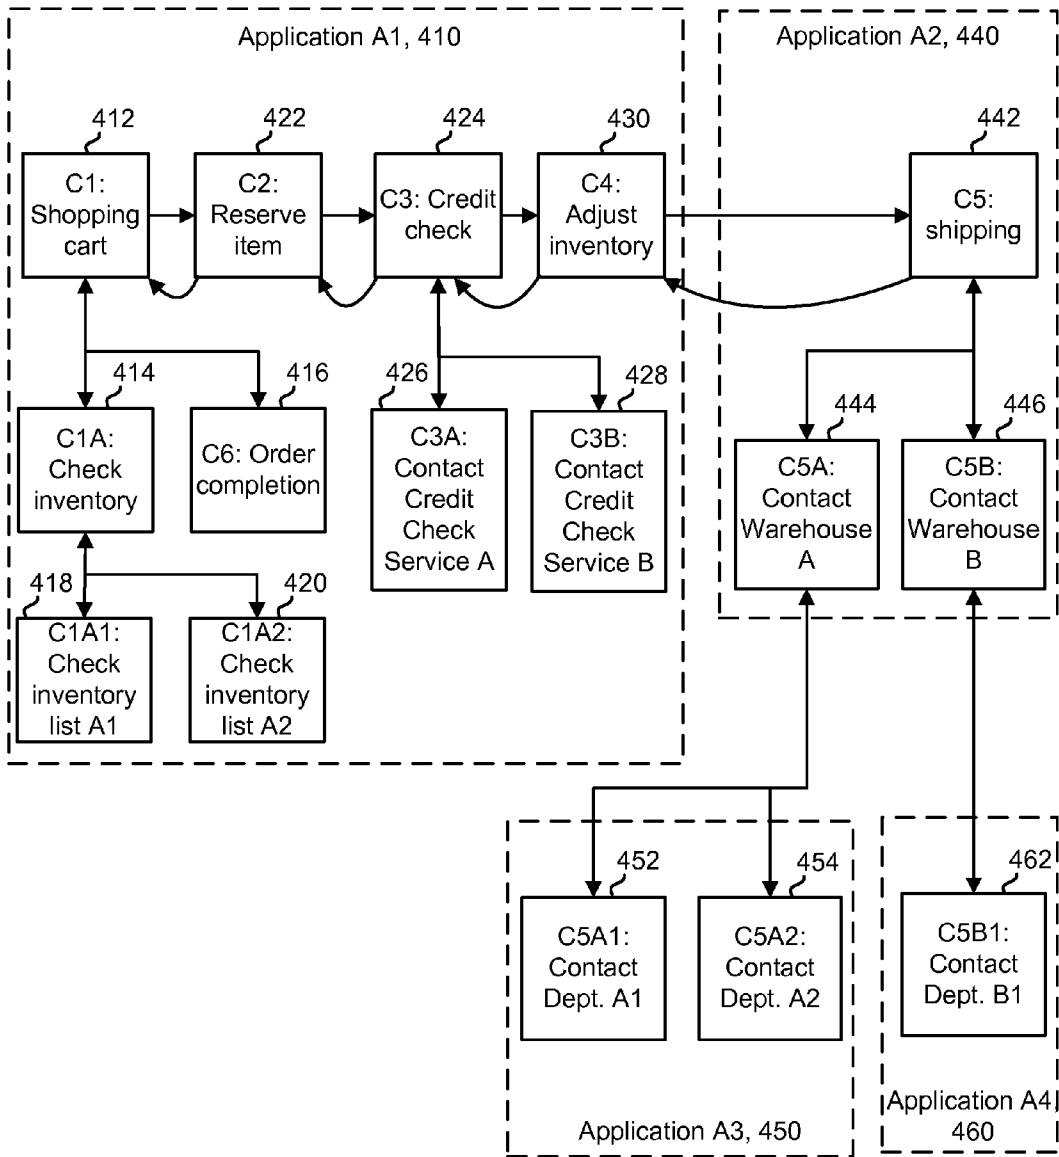 Application A1, 410
Application A2, 440
412
422
424
430
442
C1:
Shopping
cart
C2:
Reserve
item
C3: Credit
check
C4:
Adjust
inventory
C5:
shipping
414
416
426
428
444
446
C1A:
Check
inventory
C6: Order
completion
C3A:
Contact
Credit
Check
Service A
C3B:
Contact
Credit
Check
Service B
C5A:
Contact
Warehouse
A
C5B:
Contact
Warehouse
B
418
420
C1A1:
Check
inventory
list A1
C1A2:
Check
inventory
list A2
452
454
462
C5A1:
Contact
Dept. A1
C5A2:
Contact
Dept. A2
C5B1:
Contact
Dept. B1
Application A3, 450
Application A4,
460